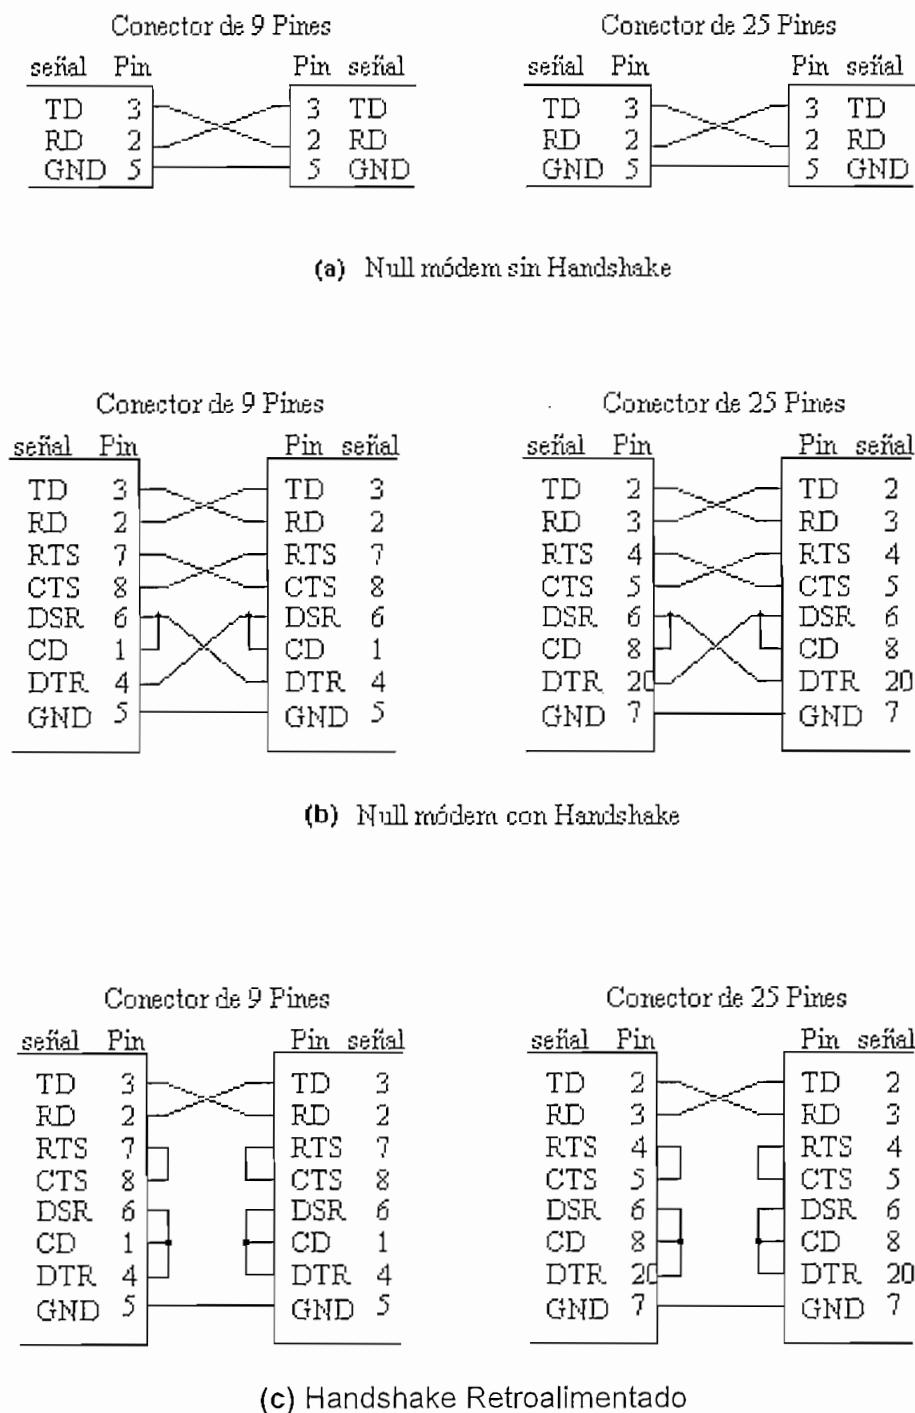 Conector de 9 Pines Conector de 25 Pines
señal Pin Pin señal señal Pin Pin señal
TD 3 3 TD TD 3 3 TD
RD 2 2 RD RD 2 2 RD
GND 5 5 GND GND 5 5 GND
(a) Null módem sin Handshake
Conector de 9 Pines Conector de 25 Pines
señal Pin Pin señal señal Pin Pin señal
TD 3 TD 3 TD 2 TD 2
RD 2 RD 2 RD 3 RD 3
RTS 7 RTS 7 RTS 4 RTS 4
CTS 8 CTS 8 CTS 5 CTS 5
DSR 6 DSR 6 DSR 6 DSR 6
CD 1 CD 1 CD 8 CD 8
DTR 4 DTR 4 DTR 20 DTR 20
GND 5 GND 5 GND 7 GND 7
(b) Null módem con Handshake
Conector de 9 Pines Conector de 25 Pines
señal Pin Pin señal señal Pin Pin señal
TD 3 TD 3 TD 2 TD 2
RD 2 RD 2 RD 3 RD 3
RTS 7 RTS 7 RTS 4 RTS 4
CTS 8 CTS 8 CTS 5 CTS 5
DSR 6 DSR 6 DSR 6 DSR 6
CD 1 CD 1 CD 8 CD 8
DTR 4 DTR 4 DTR 20 DTR 20
GND 5 GND 5 GND 7 GND 7
(c) Handshake Retroalimentado